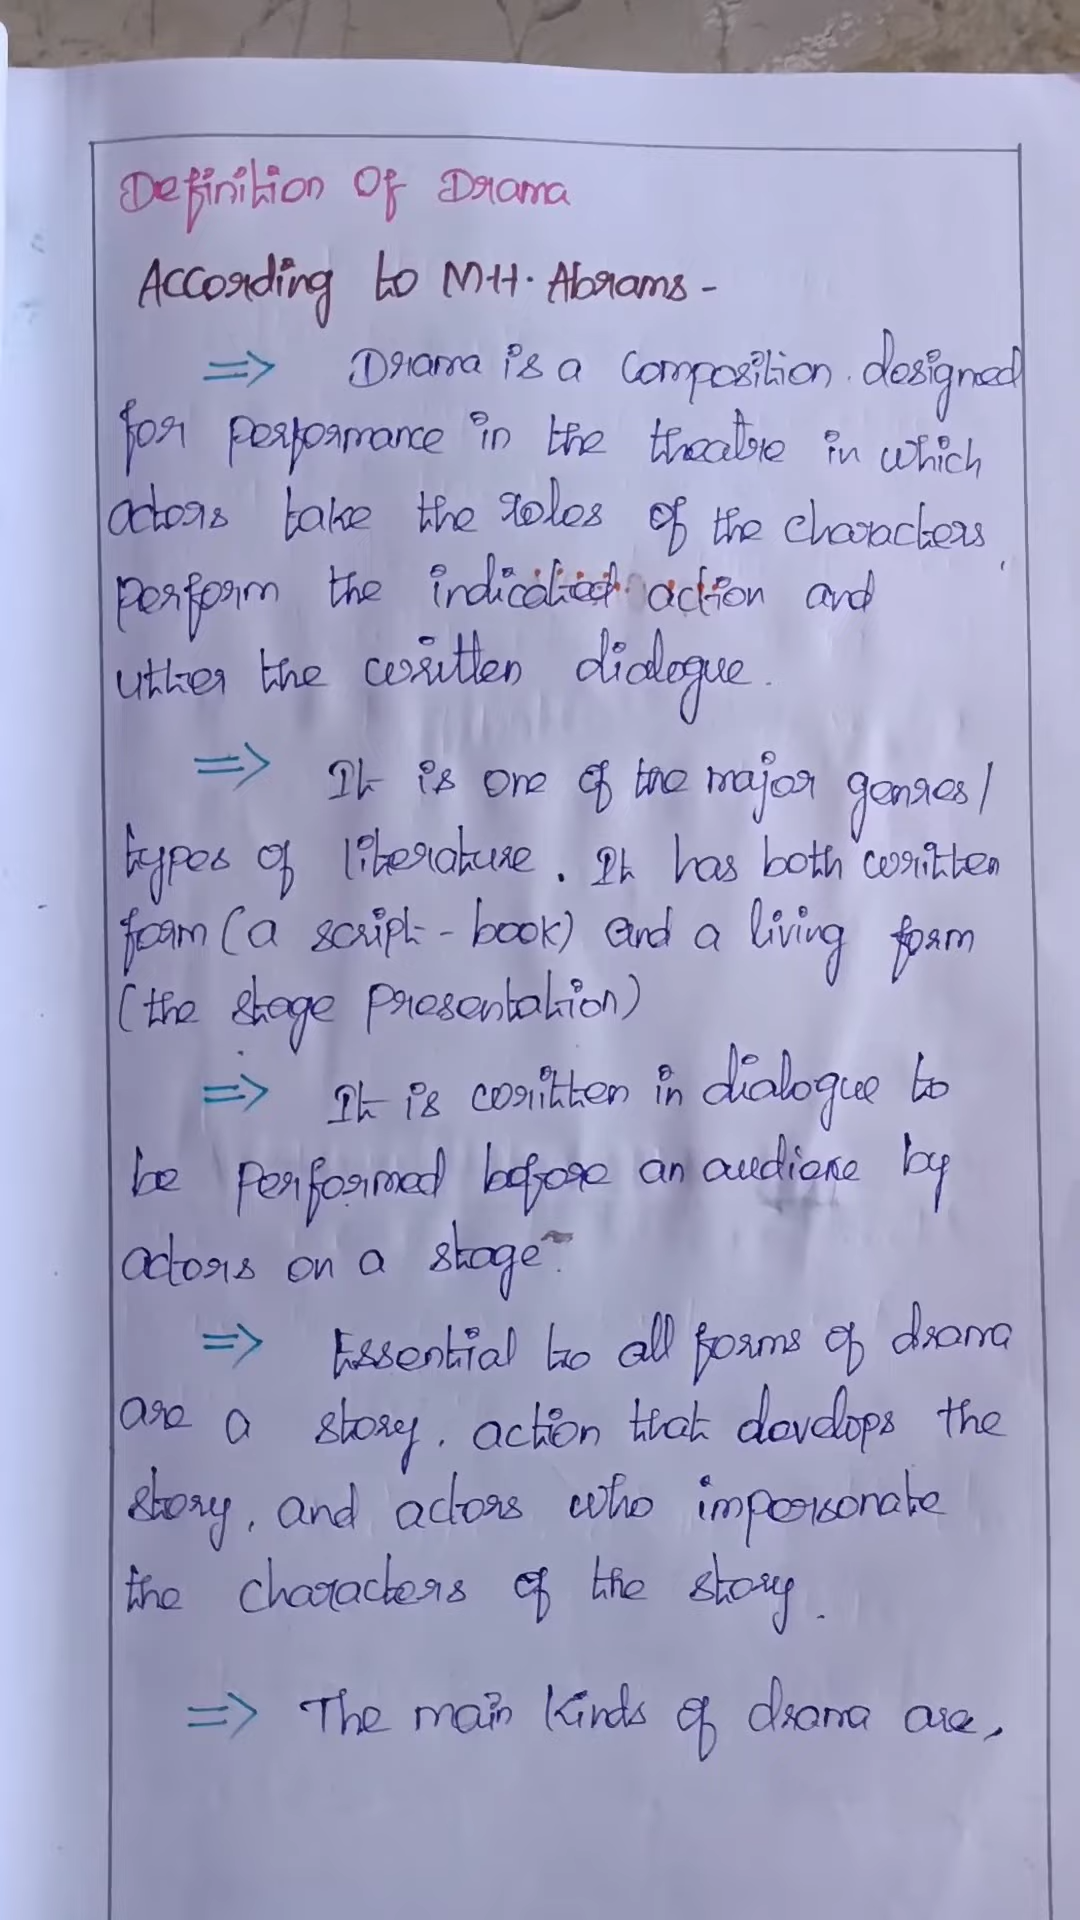 Definition Of Drama
According to M.H. Abrams -
⇒ Drama is a composition designed
for performance in the theatre in which
actors take the roles of the characters,
perform the indicated action and
utter the written dialogue.
⇒ It is one of the major genres/
types of literature. It has both written
form (a script - book) and a living form
(the stage presentation)
⇒ It is written in dialogue to
be performed before an audience by
actors on a stage.
⇒ Essential to all forms of drama
are a story, action that develops the
story, and actors who impersonate
the characters of the story.
⇒ The main kinds of drama are,